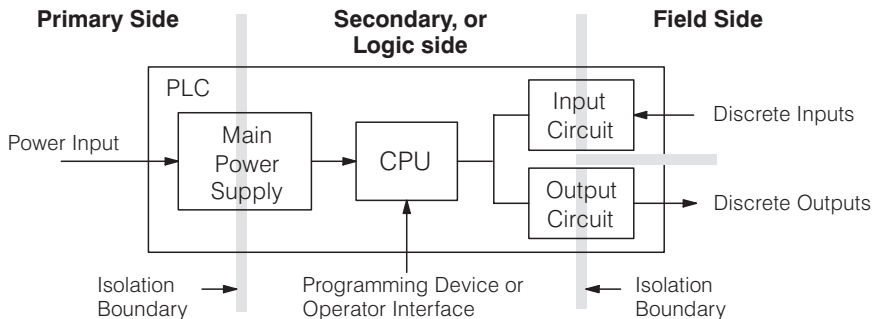 Primary Side
Secondary, or
Logic side
Field Side
PLC
Power Input
Main
Power
Supply
CPU
Input
Circuit
Output
Circuit
Discrete Inputs
Discrete Outputs
Isolation
Boundary
Programming Device or
Operator Interface
Isolation
Boundary